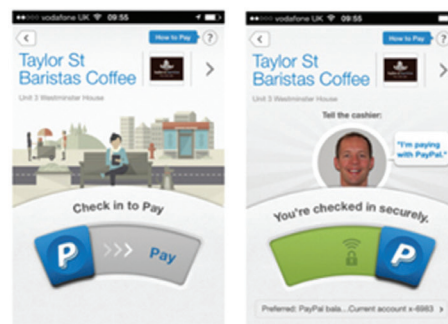 vodafone UK 09:55
How to Pay ?
Taylor St
Baristas Coffee
Unit 3 Westminster House
Check in to Pay
P >>> Pay
vodafone UK 09:55
How to Pay ?
Taylor St
Baristas Coffee
Unit 3 Westminster House
Tell the cashier:
"I'm paying
with PayPal."
You're checked in securely.
P
Preferred: PayPal bala...Current account x-6983 >